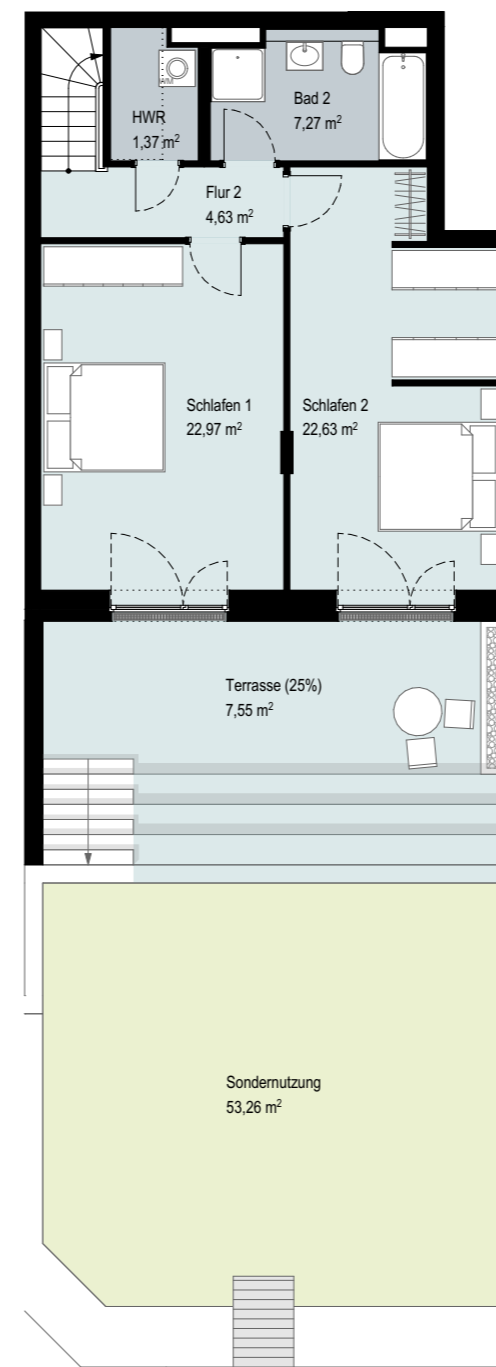 Bad 2
7,27 m²
HWR
1,37 m²
Flur 2
4,63 m²
Schlafen 1
22,97 m²
Schlafen 2
22,63 m²
Terrasse (25%)
7,55 m²
Sondernutzung
53,26 m²